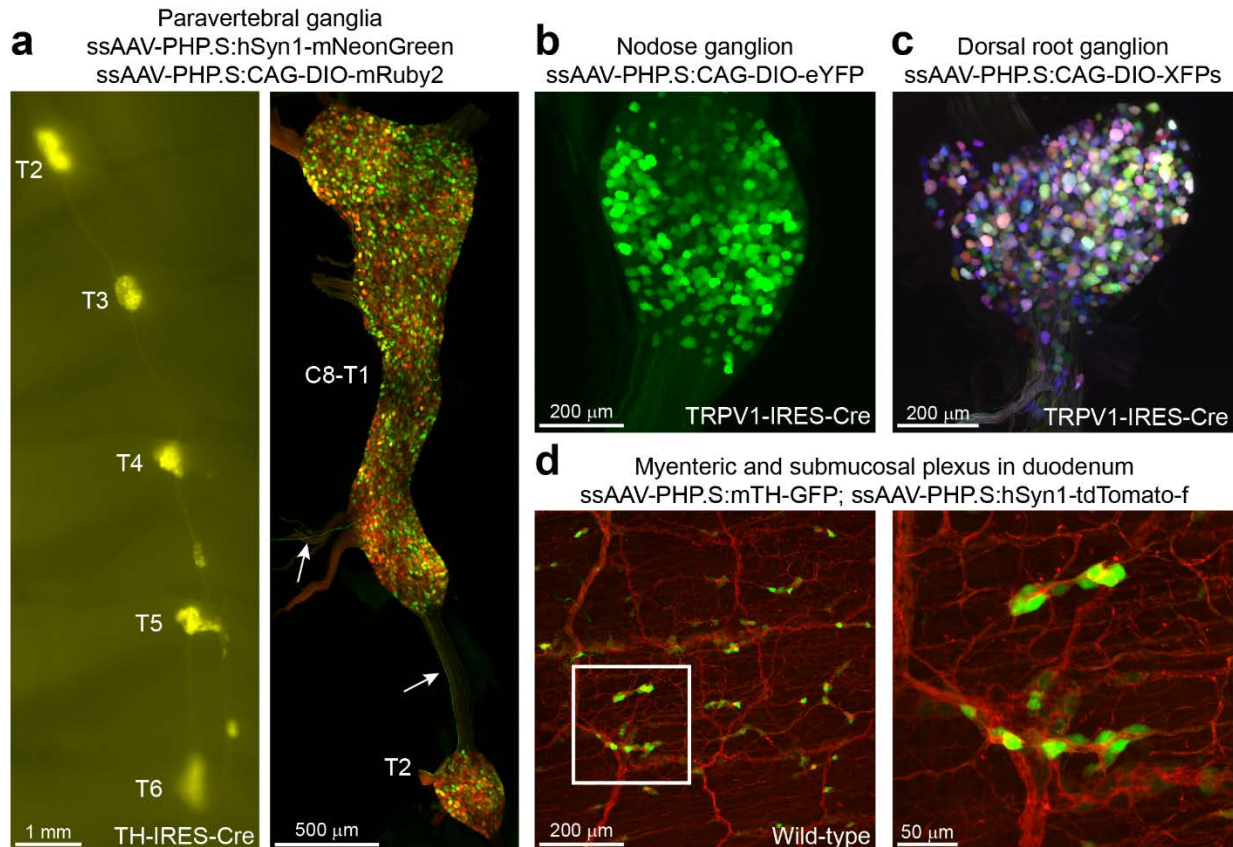 a
Paravertebral ganglia
ssAAV-PHP.S:hSyn1-mNeonGreen
ssAAV-PHP.S:CAG-DIO-mRuby2
T2
T3
T4
T5
T6
1 mm
TH-IRES-Cre
C8-T1
T2
500 μm
b
Nodose ganglion
ssAAV-PHP.S:CAG-DIO-eYFP
200 μm
TRPV1-IRES-Cre
c
Dorsal root ganglion
ssAAV-PHP.S:CAG-DIO-XFPs
200 μm
TRPV1-IRES-Cre
d
Myenteric and submucosal plexus in duodenum
ssAAV-PHP.S:mTH-GFP; ssAAV-PHP.S:hSyn1-tdTomato-f
200 μm
Wild-type
50 μm